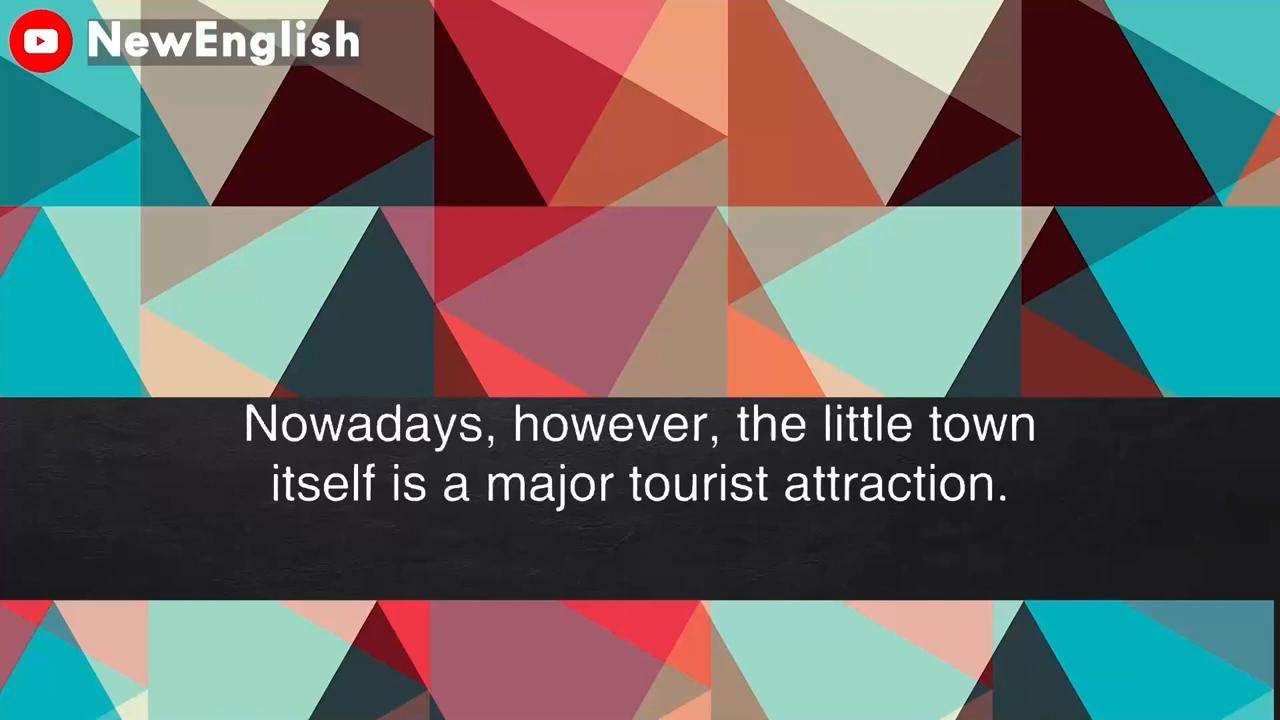 NewEnglish
Nowadays, however, the little town
itself is a major tourist attraction.